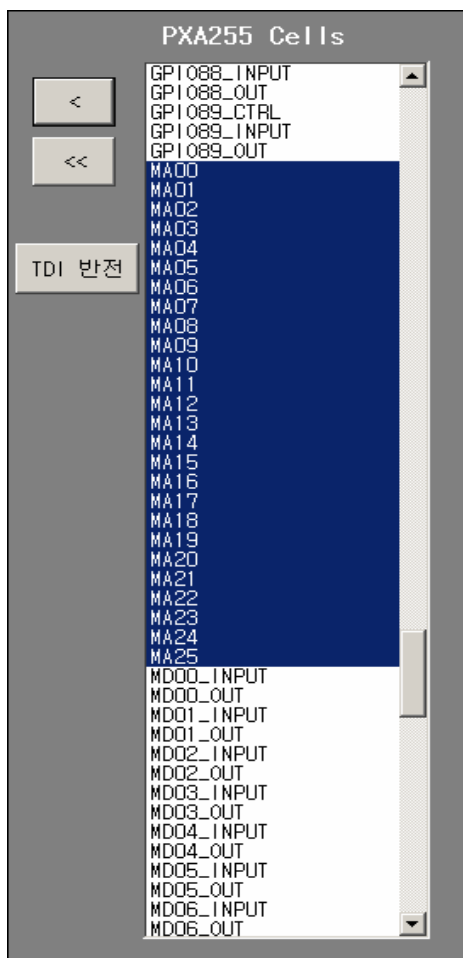 PXA255 Cells
<
<<
TDI 반전
GPIO88_INPUT
GPIO88_OUT
GPIO89_CTRL
GPIO89_INPUT
GPIO89_OUT
MA00
MA01
MA02
MA03
MA04
MA05
MA06
MA07
MA08
MA09
MA10
MA11
MA12
MA13
MA14
MA15
MA16
MA17
MA18
MA19
MA20
MA21
MA22
MA23
MA24
MA25
MD00_INPUT
MD00_OUT
MD01_INPUT
MD01_OUT
MD02_INPUT
MD02_OUT
MD03_INPUT
MD03_OUT
MD04_INPUT
MD04_OUT
MD05_INPUT
MD05_OUT
MD06_INPUT
MD06_OUT